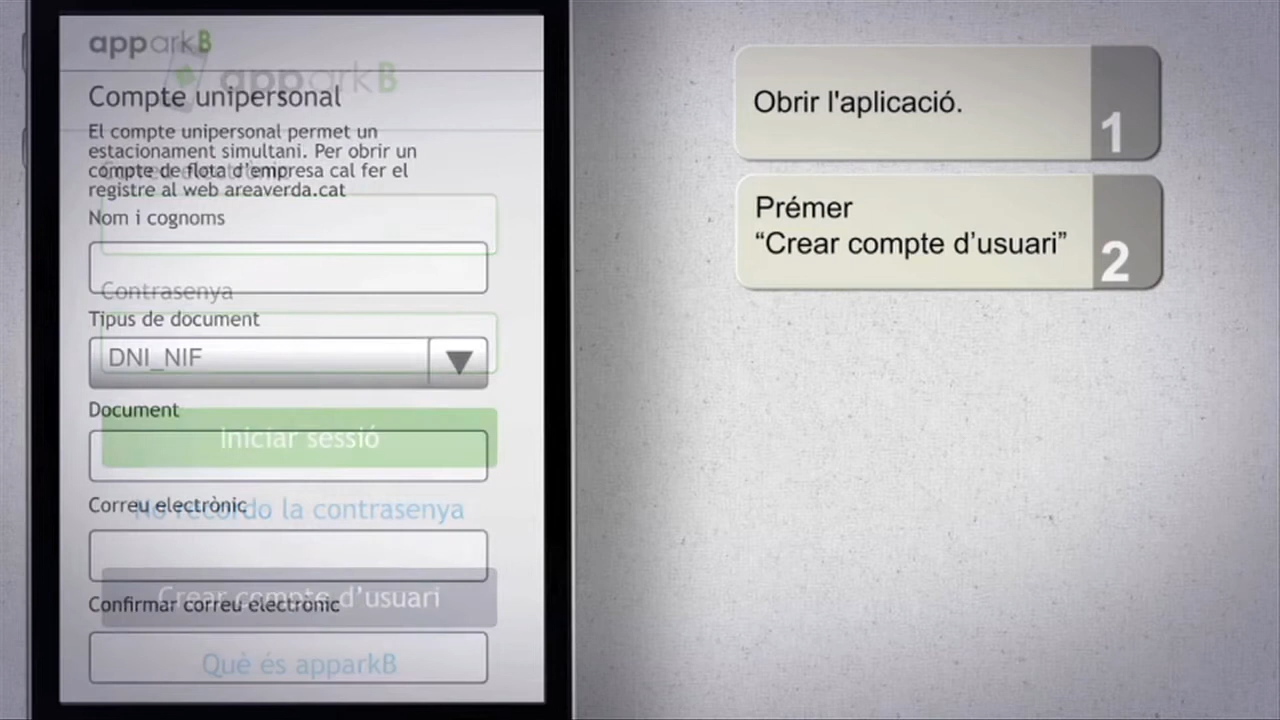 apparkB
apparkB
Compte unipersonal
El compte unipersonal permet un
estacionament simultani. Per obrir un
compte de flota d'empresa cal fer el
registre al web areaverda.cat
Nom i cognoms
Contrasenya
Tipus de document
DNI_NIF
Document
Iniciar sessió
Correu electrònic
No recordo la contrasenya
Crear compte d'usuari
Confirmar correu electrònic
Què és apparkB
Obrir l'aplicació.
1
Prémer
“Crear compte d’usuari”
2